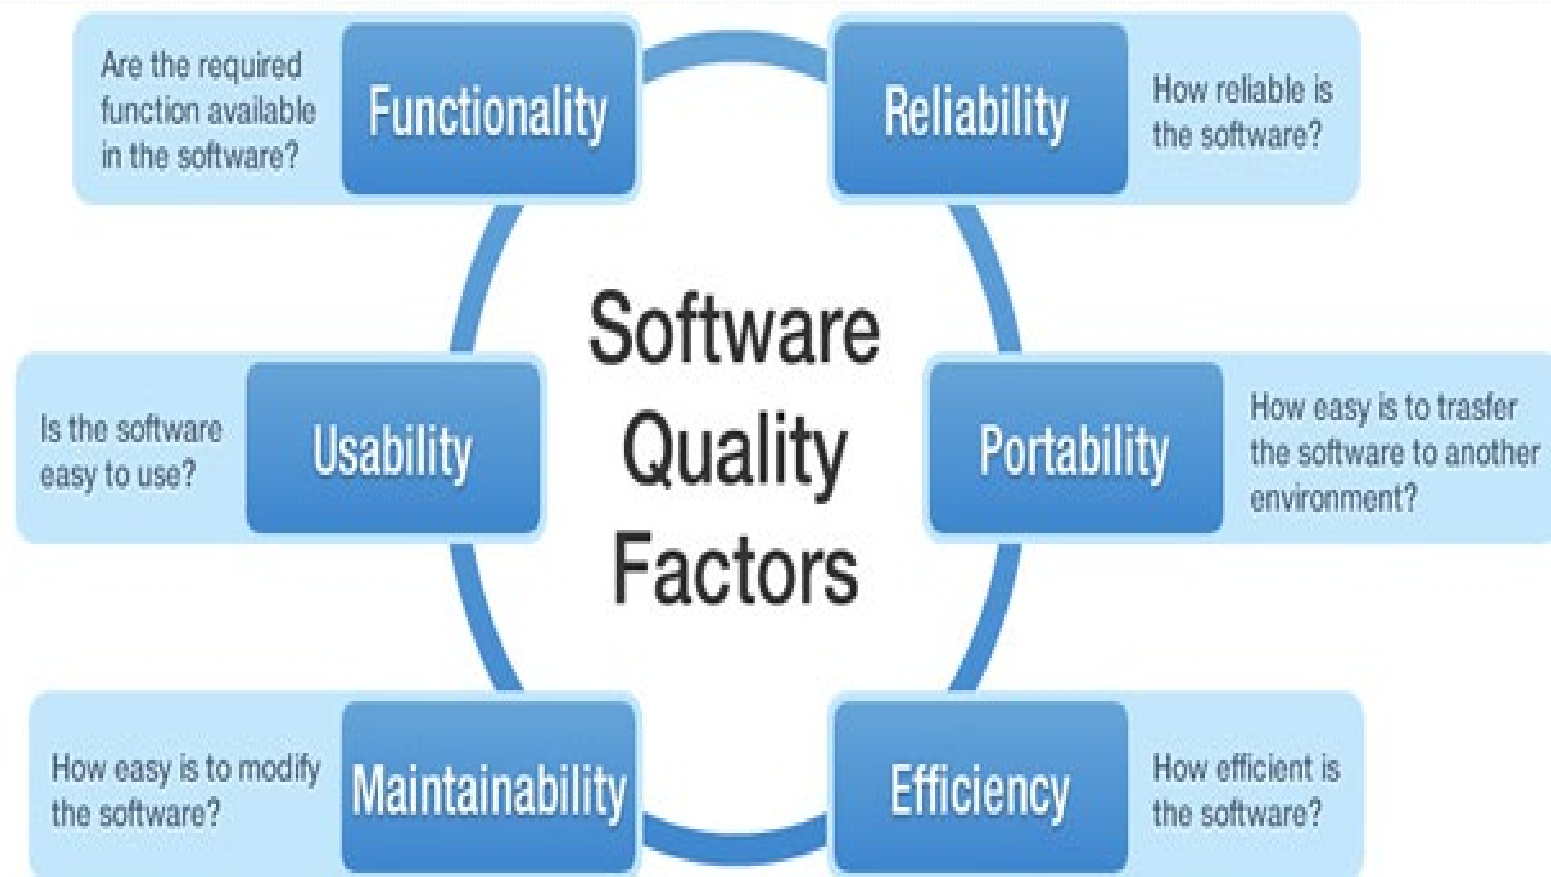 Are the required
function available
in the software?
Functionality
Reliability
How reliable is
the software?
Software
Quality
Factors
Is the software
easy to use?
Usability
Portability
How easy is to trasfer
the software to another
environment?
How easy is to modify
the software?
Maintainability
Efficiency
How efficient is
the software?